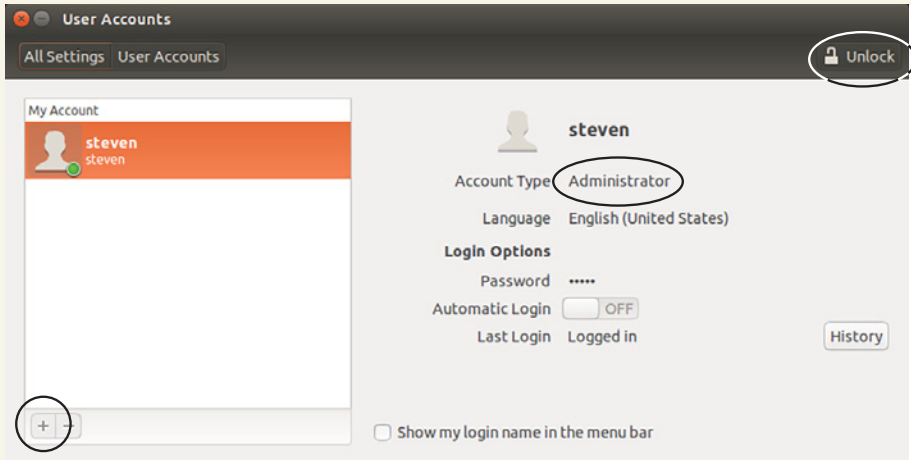 User Accounts
All Settings User Accounts Unlock
My Account
steven
steven
steven
Account Type Administrator
Language English (United States)
Login Options
Password •••••
Automatic Login OFF
Last Login Logged in History
+ −
Show my login name in the menu bar